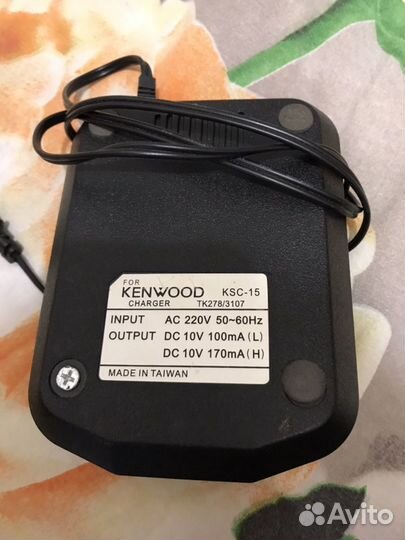 FOR
KENWOOD KSC-15
CHARGER TK278/3107
INPUT AC 220V 50~60Hz
OUTPUT DC 10V 100mA(L)
DC 10V 170mA(H)
MADE IN TAIWAN
Avito